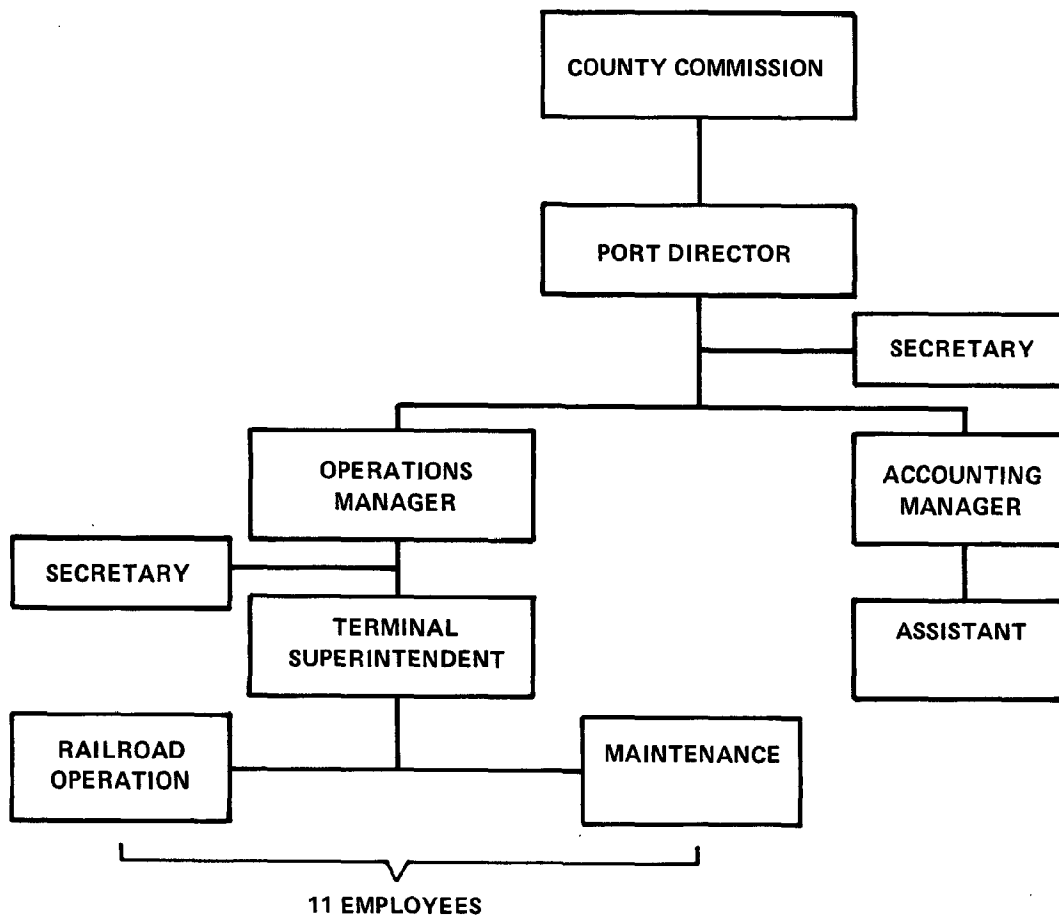 COUNTY COMMISSION
PORT DIRECTOR
SECRETARY
OPERATIONS
MANAGER
ACCOUNTING
MANAGER
SECRETARY
TERMINAL
SUPERINTENDENT
ASSISTANT
RAILROAD
OPERATION
MAINTENANCE
11 EMPLOYEES